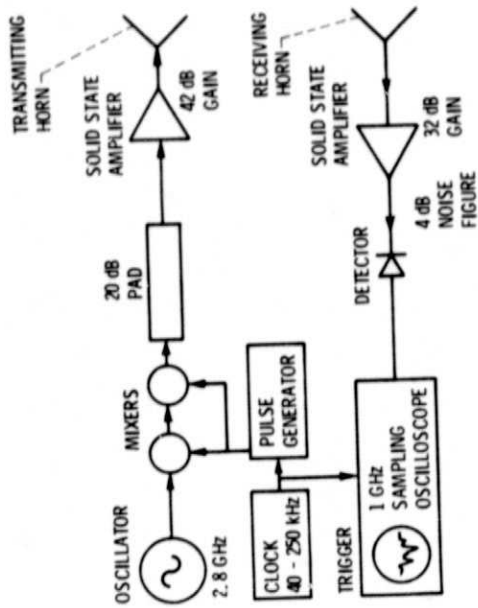 TRANSMITTING
HORN
SOLID STATE
AMPLIFIER
42 dB
GAIN
20 dB
PAD
MIXERS
OSCILLATOR
2.8 GHz
PULSE
GENERATOR
CLOCK
40 - 250 kHz
TRIGGER
1 GHz
SAMPLING
OSCILLOSCOPE
DETECTOR
4 dB
NOISE
FIGURE
SOLID STATE
AMPLIFIER
32 dB
GAIN
RECEIVING
HORN